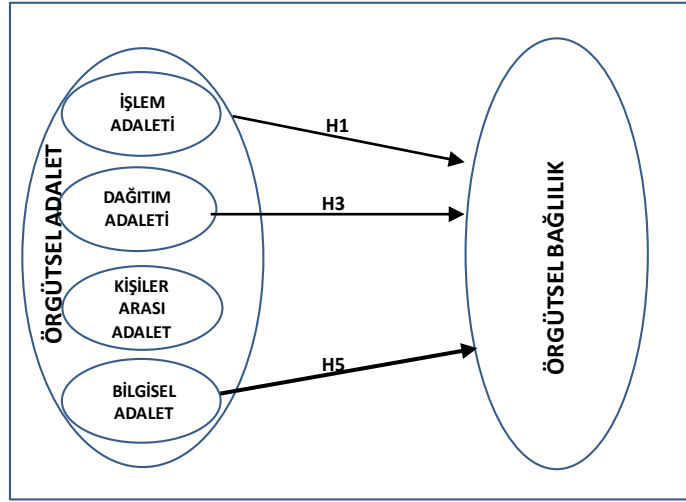 ÖRGÜTSEL ADALET
İŞLEM
ADALETİ
H1
DAĞITIM
ADALETİ
H3
KİŞİLER
ARASI
ADALET
BİLGİSEL
ADALET
H5
ÖRGÜTSEL BAĞLILIK